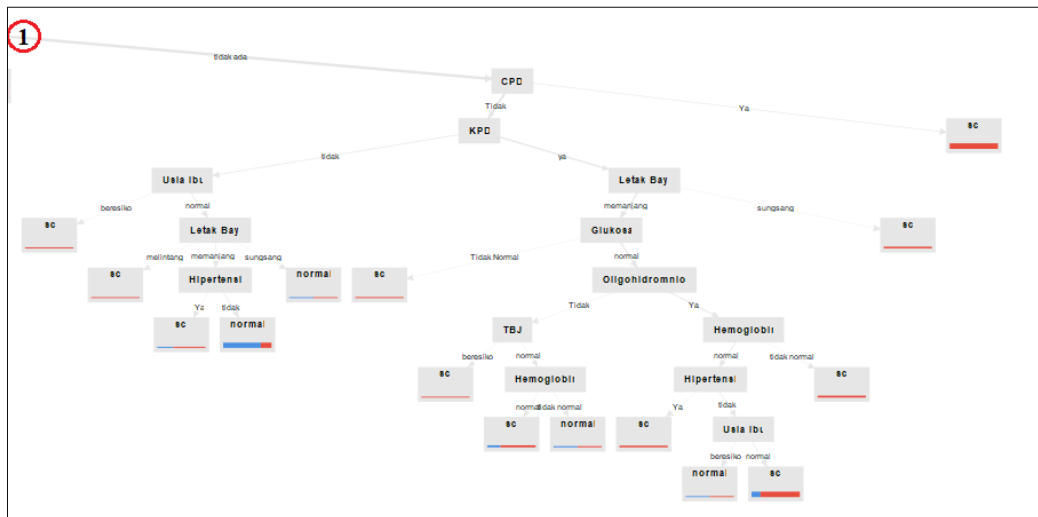 1
tidak ada
CPD
Tidak
Ya
KPD
sc
tidak
ya
Usia Ibu
Letak Bay
beresiko
normal
memanjang
sungsang
sc
Letak Bay
Glukosa
sc
melintang
memanjang
sungsang
Tidak Normal
normal
sc
Hipertensi
normal
sc
Oligohidromnio
Ya
tidak
Tidak
Ya
sc
normal
TBJ
Hemoglobin
beresiko
normal
normal
tidak normal
sc
Hemoglobin
Hipertensi
sc
normal
tidak normal
Ya
tidak
sc
normal
sc
Usia Ibu
beresiko
normal
normal
sc